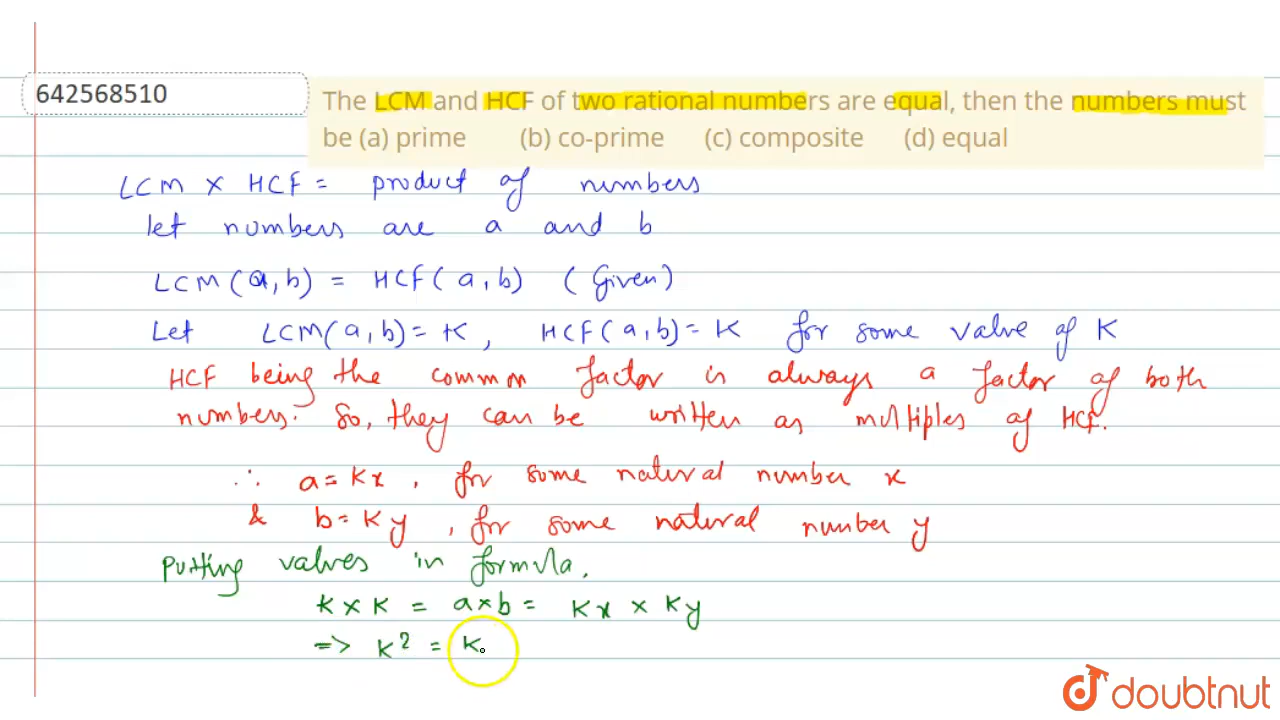 642568510
The LCM and HCF of two rational numbers are equal, then the numbers must
be (a) prime (b) co-prime (c) composite (d) equal
LCM × HCF = product of numbers
let numbers are a and b
LCM(a,b) = HCF(a,b) (Given)
Let LCM(a,b)= K, HCF(a,b)= K for some value of K
HCF being the common factor is always a factor of both
numbers. So, they can be written as multiples of HCF.
∴ a=Kx, for some natural number x
& b=Ky, for some natural number y
Putting values in formula.
K×K = a×b = Kx × Ky
=> K² = K
doubtnut